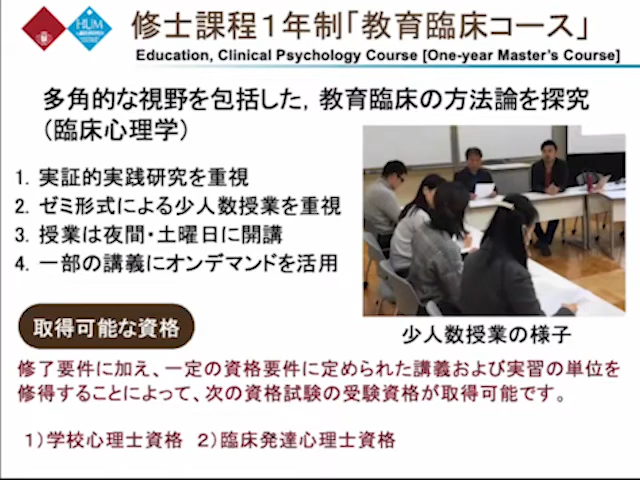 HUM
修士課程1年制「教育臨床コース」
Education, Clinical Psychology Course [One-year Master's Course]
多角的な視野を包括した，教育臨床の方法論を探究
（臨床心理学）
1. 実証的実践研究を重視
2. ゼミ形式による少人数授業を重視
3. 授業は夜間・土曜日に開講
4. 一部の講義にオンデマンドを活用
少人数授業の様子
取得可能な資格
修了要件に加え、一定の資格要件に定められた講義および実習の単位を
修得することによって、次の資格試験の受験資格が取得可能です。
1）学校心理士資格 2）臨床発達心理士資格